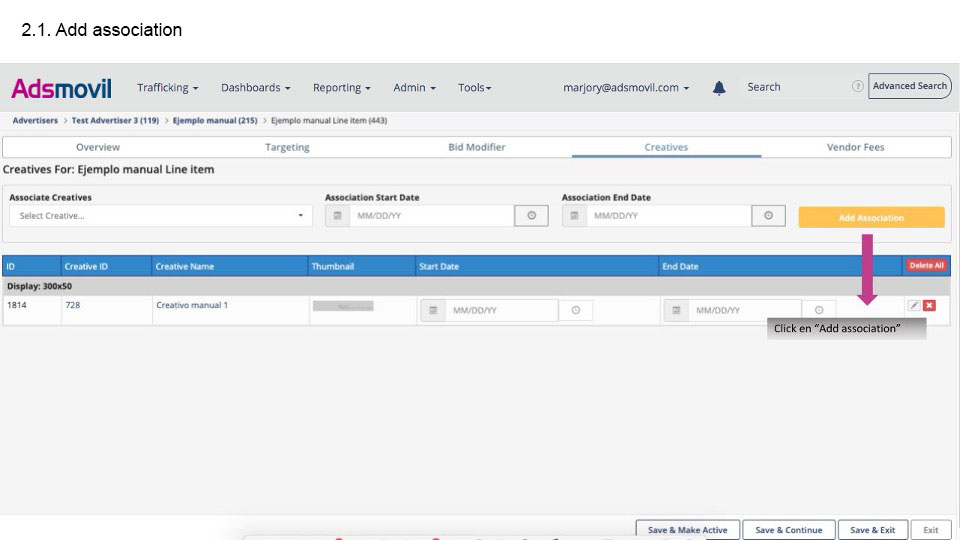 2.1. Add association
Adsmovil Trafficking Dashboards Reporting Admin Tools marjory@adsmovil.com Search ? Advanced Search
Advertisers > Test Advertiser 3 (119) > Ejemplo manual (215) > Ejemplo manual Line item (443)
Overview Targeting Bid Modifier Creatives Vendor Fees
Creatives For: Ejemplo manual Line item
Associate Creatives Association Start Date Association End Date
Select Creative... MM/DD/YY MM/DD/YY Add Association
ID Creative ID Creative Name Thumbnail Start Date End Date Delete All
Display: 300x50
1814 728 Creativo manual 1 MM/DD/YY MM/DD/YY
Click en “Add association”
Save & Make Active Save & Continue Save & Exit Exit